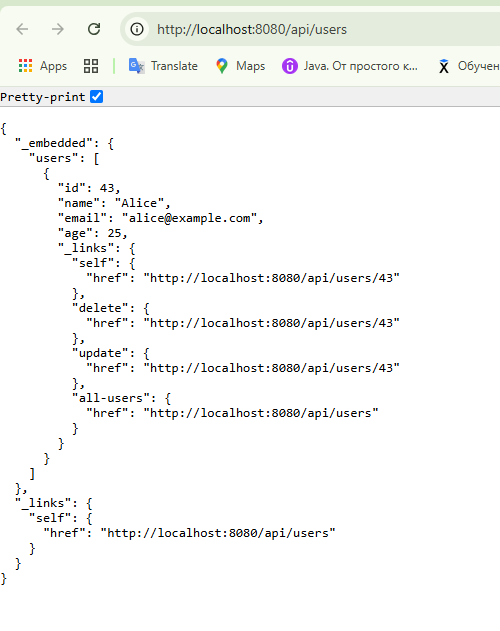 http://localhost:8080/api/users
Apps Translate Maps Java. От простого к... Обучен
Pretty-print
{
  "_embedded": {
    "users": [
      {
        "id": 43,
        "name": "Alice",
        "email": "alice@example.com",
        "age": 25,
        "_links": {
          "self": {
            "href": "http://localhost:8080/api/users/43"
          },
          "delete": {
            "href": "http://localhost:8080/api/users/43"
          },
          "update": {
            "href": "http://localhost:8080/api/users/43"
          },
          "all-users": {
            "href": "http://localhost:8080/api/users"
          }
        }
      }
    ]
  },
  "_links": {
    "self": {
      "href": "http://localhost:8080/api/users"
    }
  }
}